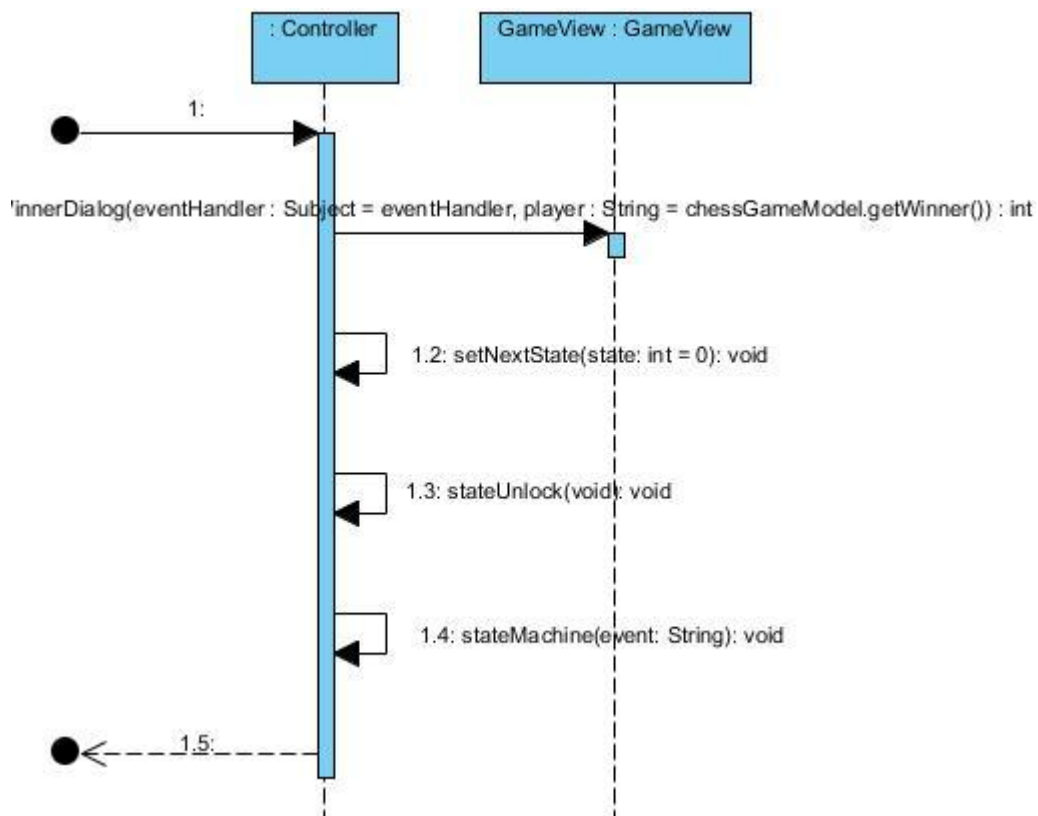 : Controller
GameView : GameView
1:
innerDialog(eventHandler : Subject = eventHandler, player : String = chessGameModel.getWinner()) : int
1.2: setNextState(state: int = 0): void
1.3: stateUnlock(void): void
1.4: stateMachine(event: String): void
1.5: